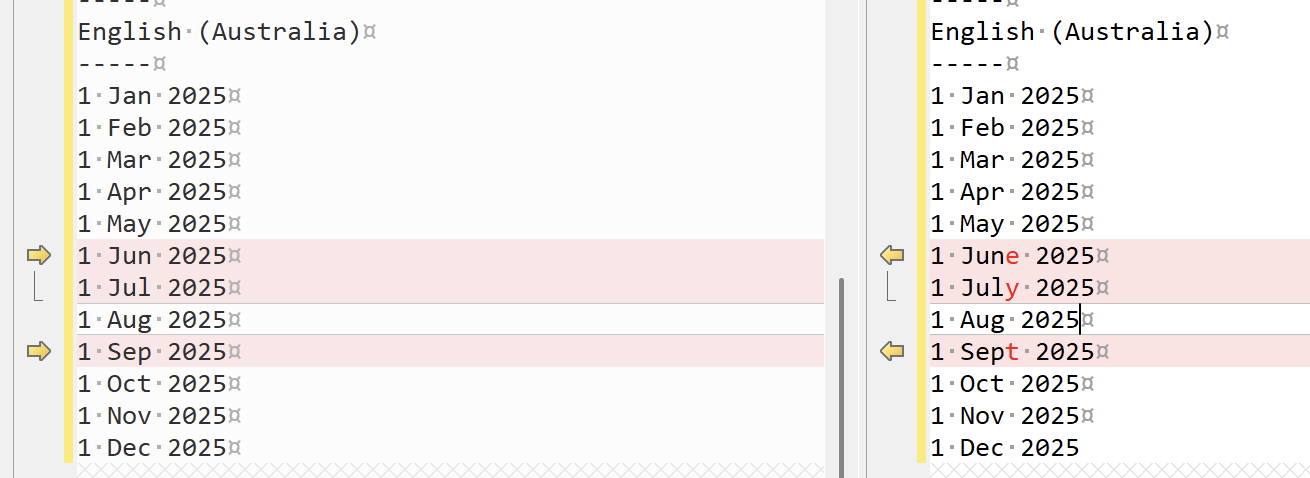 -----¤
English·(Australia)¤
-----¤
1·Jan·2025¤
1·Feb·2025¤
1·Mar·2025¤
1·Apr·2025¤
1·May·2025¤
1·Jun·2025¤
1·Jul·2025¤
1·Aug·2025¤
1·Sep·2025¤
1·Oct·2025¤
1·Nov·2025¤
1·Dec·2025¤
-----¤
English·(Australia)¤
-----¤
1·Jan·2025¤
1·Feb·2025¤
1·Mar·2025¤
1·Apr·2025¤
1·May·2025¤
1·June·2025¤
1·July·2025¤
1·Aug·2025¤
1·Sept·2025¤
1·Oct·2025¤
1·Nov·2025¤
1·Dec·2025